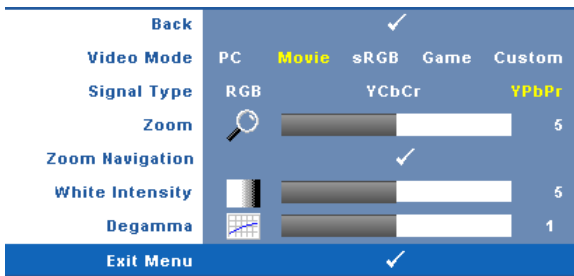 Back
Video Mode PC Movie sRGB Game Custom
Signal Type RGB YCbCr YPbPr
Zoom 5
Zoom Navigation
White Intensity 5
Degamma 1
Exit Menu